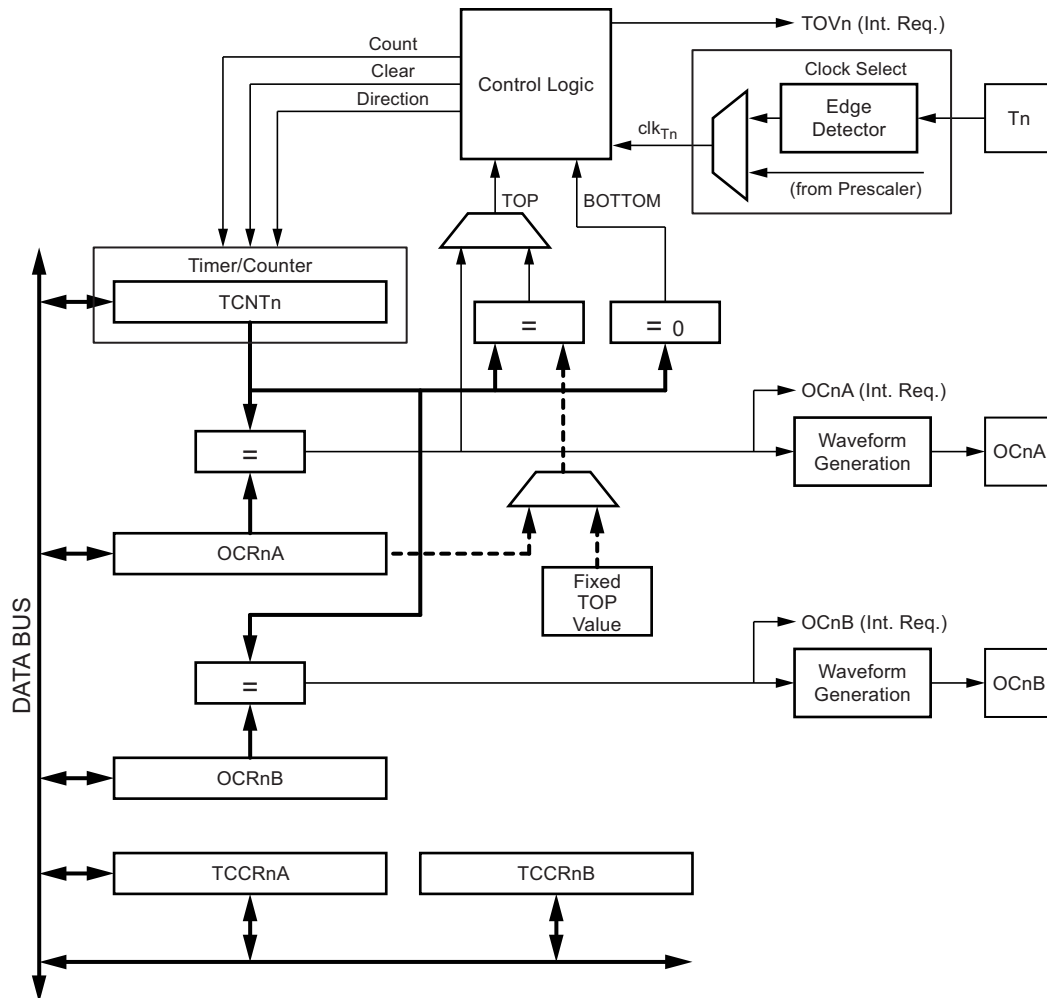 TOVn (Int. Req.)
Count
Clear
Direction
Control Logic
Clock Select
Edge
Detector
Tn
clkTn
(from Prescaler)
TOP
BOTTOM
Timer/Counter
TCNTn
=
= 0
OCnA (Int. Req.)
=
Waveform
Generation
OCnA
OCRnA
Fixed
TOP
Value
DATA BUS
OCnB (Int. Req.)
=
Waveform
Generation
OCnB
OCRnB
TCCRnA
TCCRnB